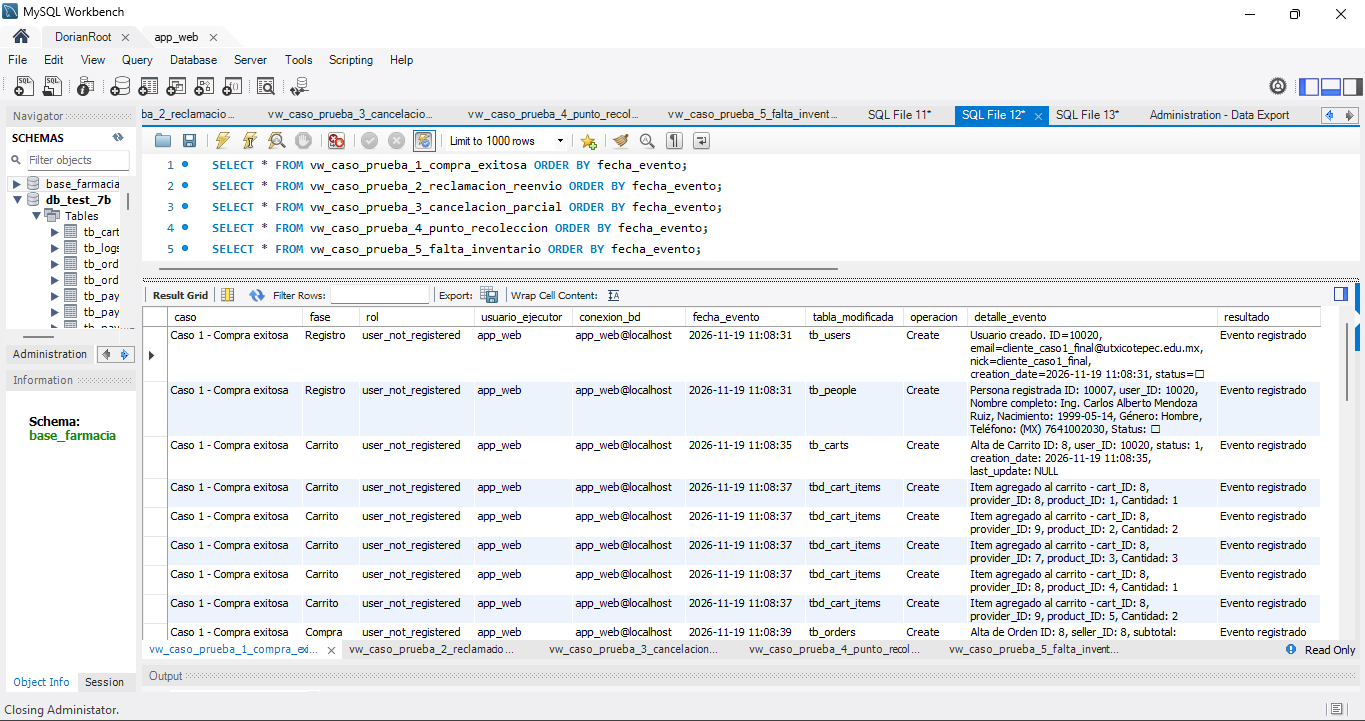 MySQL Workbench
DorianRoot
app_web
File Edit View Query Database Server Tools Scripting Help
Navigator
ba_2_reclamacio... vw_caso_prueba_3_cancelacio... vw_caso_prueba_4_punto_recol... vw_caso_prueba_5_falta_invent... SQL File 11* SQL File 12* SQL File 13* Administration - Data Export
SCHEMAS
Filter objects
base_farmacia
db_test_7b
Tables
tb_cart
tb_logs
tb_ord
tb_ord
tb_pay
tb_pay
Administration
Information
Schema:
base_farmacia
Object Info Session
Limit to 1000 rows
1 SELECT * FROM vw_caso_prueba_1_compra_exitosa ORDER BY fecha_evento;
2 SELECT * FROM vw_caso_prueba_2_reclamacion_reenvio ORDER BY fecha_evento;
3 SELECT * FROM vw_caso_prueba_3_cancelacion_parcial ORDER BY fecha_evento;
4 SELECT * FROM vw_caso_prueba_4_punto_recoleccion ORDER BY fecha_evento;
5 SELECT * FROM vw_caso_prueba_5_falta_inventario ORDER BY fecha_evento;
Result Grid Filter Rows: Export: Wrap Cell Content:
caso fase rol usuario_ejecutor conexion_bd fecha_evento tabla_modificada operacion detalle_evento resultado
Caso 1 - Compra exitosa Registro user_not_registered app_web app_web@localhost 2026-11-19 11:08:31 tb_users Create Usuario creado. ID=10020, Evento registrado
email=cliente_caso1_final@utxicotepec.edu.mx,
nick=cliente_caso1_final,
creation_date=2026-11-19 11:08:31, status=☐
Caso 1 - Compra exitosa Registro user_not_registered app_web app_web@localhost 2026-11-19 11:08:31 tb_people Create Persona registrada ID: 10007, user_ID: 10020, Evento registrado
Nombre completo: Ing. Carlos Alberto Mendoza
Ruiz, Nacimiento: 1999-05-14, Género: Hombre,
Teléfono: (MX) 7641002030, Status: ☐
Caso 1 - Compra exitosa Carrito user_not_registered app_web app_web@localhost 2026-11-19 11:08:35 tb_carts Create Alta de Carrito ID: 8, user_ID: 10020, status: 1, Evento registrado
creation_date: 2026-11-19 11:08:35,
last_update: NULL
Caso 1 - Compra exitosa Carrito user_not_registered app_web app_web@localhost 2026-11-19 11:08:37 tbd_cart_items Create Item agregado al carrito - cart_ID: 8, Evento registrado
provider_ID: 8, product_ID: 1, Cantidad: 1
Caso 1 - Compra exitosa Carrito user_not_registered app_web app_web@localhost 2026-11-19 11:08:37 tbd_cart_items Create Item agregado al carrito - cart_ID: 8, Evento registrado
provider_ID: 9, product_ID: 2, Cantidad: 2
Caso 1 - Compra exitosa Carrito user_not_registered app_web app_web@localhost 2026-11-19 11:08:37 tbd_cart_items Create Item agregado al carrito - cart_ID: 8, Evento registrado
provider_ID: 7, product_ID: 3, Cantidad: 3
Caso 1 - Compra exitosa Carrito user_not_registered app_web app_web@localhost 2026-11-19 11:08:37 tbd_cart_items Create Item agregado al carrito - cart_ID: 8, Evento registrado
provider_ID: 8, product_ID: 4, Cantidad: 1
Caso 1 - Compra exitosa Carrito user_not_registered app_web app_web@localhost 2026-11-19 11:08:37 tbd_cart_items Create Item agregado al carrito - cart_ID: 8, Evento registrado
provider_ID: 9, product_ID: 5, Cantidad: 2
Caso 1 - Compra exitosa Compra user_not_registered app_web app_web@localhost 2026-11-19 11:08:39 tb_orders Create Alta de Orden ID: 8, seller_ID: 8, subtotal: Evento registrado
vw_caso_prueba_1_compra_exi... vw_caso_prueba_2_reclamado... vw_caso_prueba_3_cancelacion... vw_caso_prueba_4_punto_recol... vw_caso_prueba_5_falta_invent... Read Only
Output
Closing Administator.